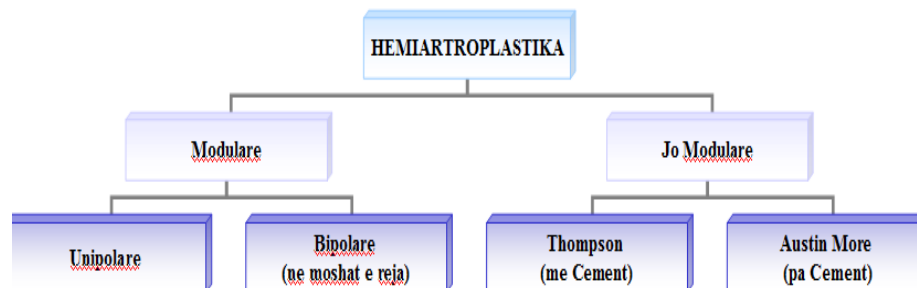 HEMIARTROPLASTIKA
Modulare
Jo Modulare
Unipolare
Bipolare
(ne moshat e reja)
Thompson
(me Cement)
Austin More
(pa Cement)